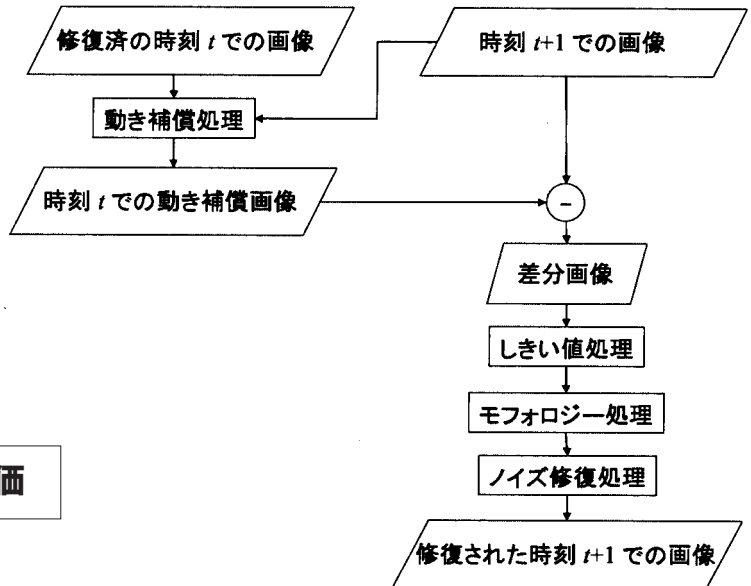 修復済の時刻 t での画像
時刻 t+1 での画像
動き補償処理
時刻 t での動き補償画像
−
差分画像
しきい値処理
モフォロジー処理
ノイズ修復処理
価
修復された時刻 t+1 での画像